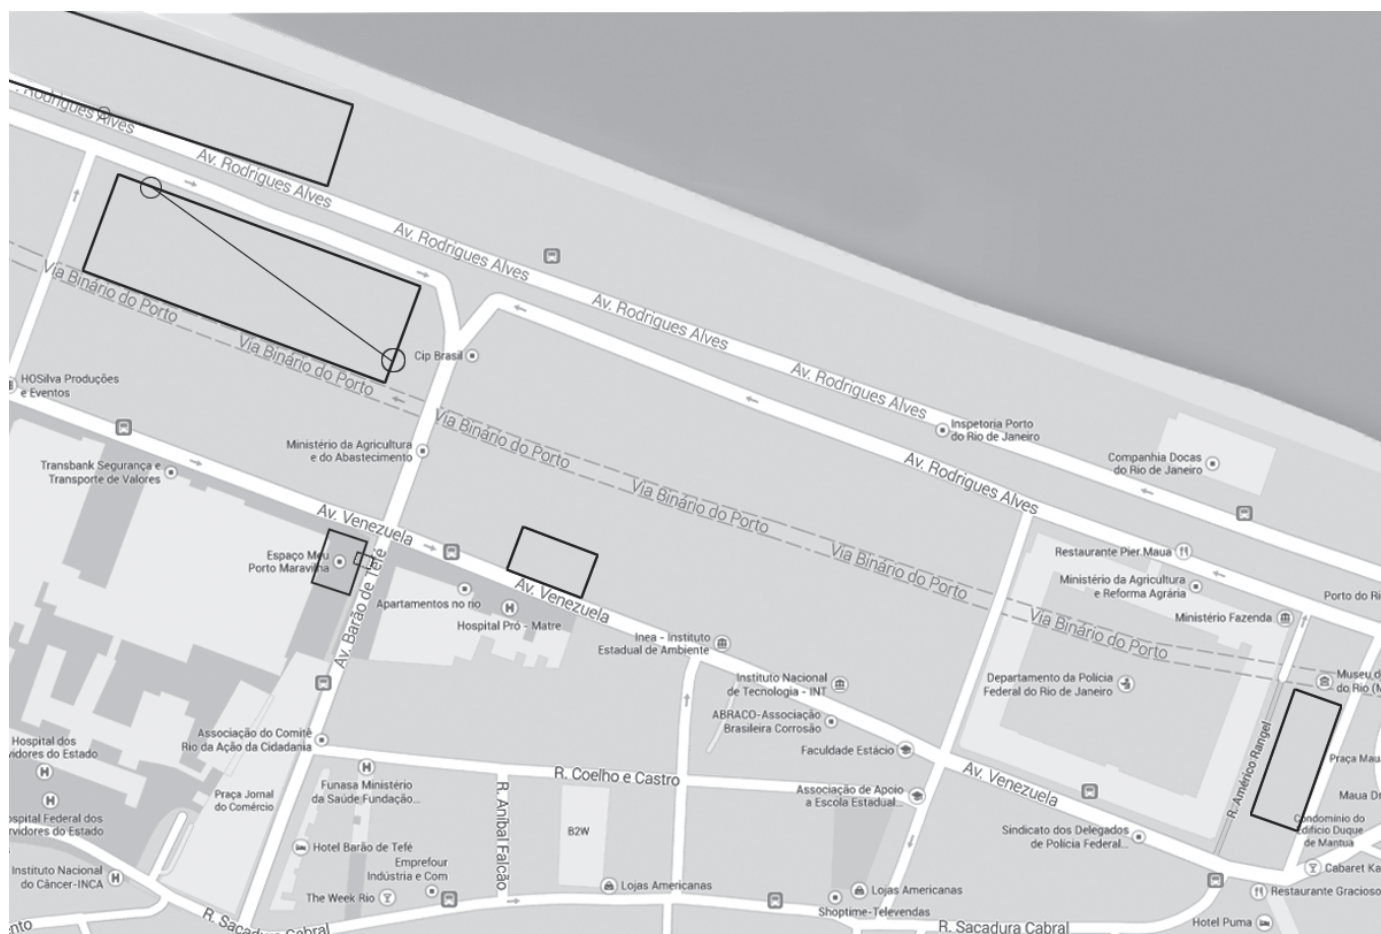 . Rodrigues Alves
Av. Rodrigues Alves
Av. Rodrigues Alves
Av. Rodrigues Alves
Av. Rodrigues Alves
Via Binário do Porto
Via Binário do Porto
Cip Brasil
HOSilva Produções
e Eventos
Inspetoria Porto
do Rio de Janeiro
Ministério da Agricultura
e do Abastecimento
Via Binário do Porto
Companhia Docas
do Rio de Janeiro
Av. Rodrigues Alves
Transbank Segurança e
Transporte de Valores
Via Binário do Porto
Av. Venezuela
Via Binário do Porto
Restaurante Pier Maua
Espaço Meu
Porto Maravilha
Ministério da Agricultura
e Reforma Agrária
Porto do Ri
Av. Barão de Tefé
Apartamentos no rio
Av. Venezuela
Hospital Pró - Matre
Ministério Fazenda
Via Binário do Porto
Inea - Instituto
Estadual de Ambiente
Instituto Nacional
de Tecnologia - INT
Departamento da Polícia
Federal do Rio de Janeiro
Museu d
do Rio (M
ABRACO-Associação
Brasileira Corrosão
Associação do Comitê
Rio da Ação da Cidadania
Faculdade Estácio
R. Américo Rangel
Praça Mau
Hospital dos
vidores do Estado
R. Coelho e Castro
Av. Venezuela
Funasa Ministério
da Saúde Fundação...
Praça Jornal
do Comércio
R. Aníbal Falcão
Associação de Apoio
a Escola Estadual...
Maua Dr
ospital Federal dos
rvidores do Estado
B2W
Sindicato dos Delegados
de Polícia Federal...
Condomínio do
Edifício Duque
de Mantua
Hotel Barão de Tefé
Emprefour
Indústria e Com
Instituto Nacional
do Câncer-INCA
Cabaret Ka
The Week Rio
Lojas Americanas
Lojas Americanas
Restaurante Gracioso
Shoptime-Televendas
R. Sacadura Cabral
R. Sacadura Cabral
Hotel Puma
ento